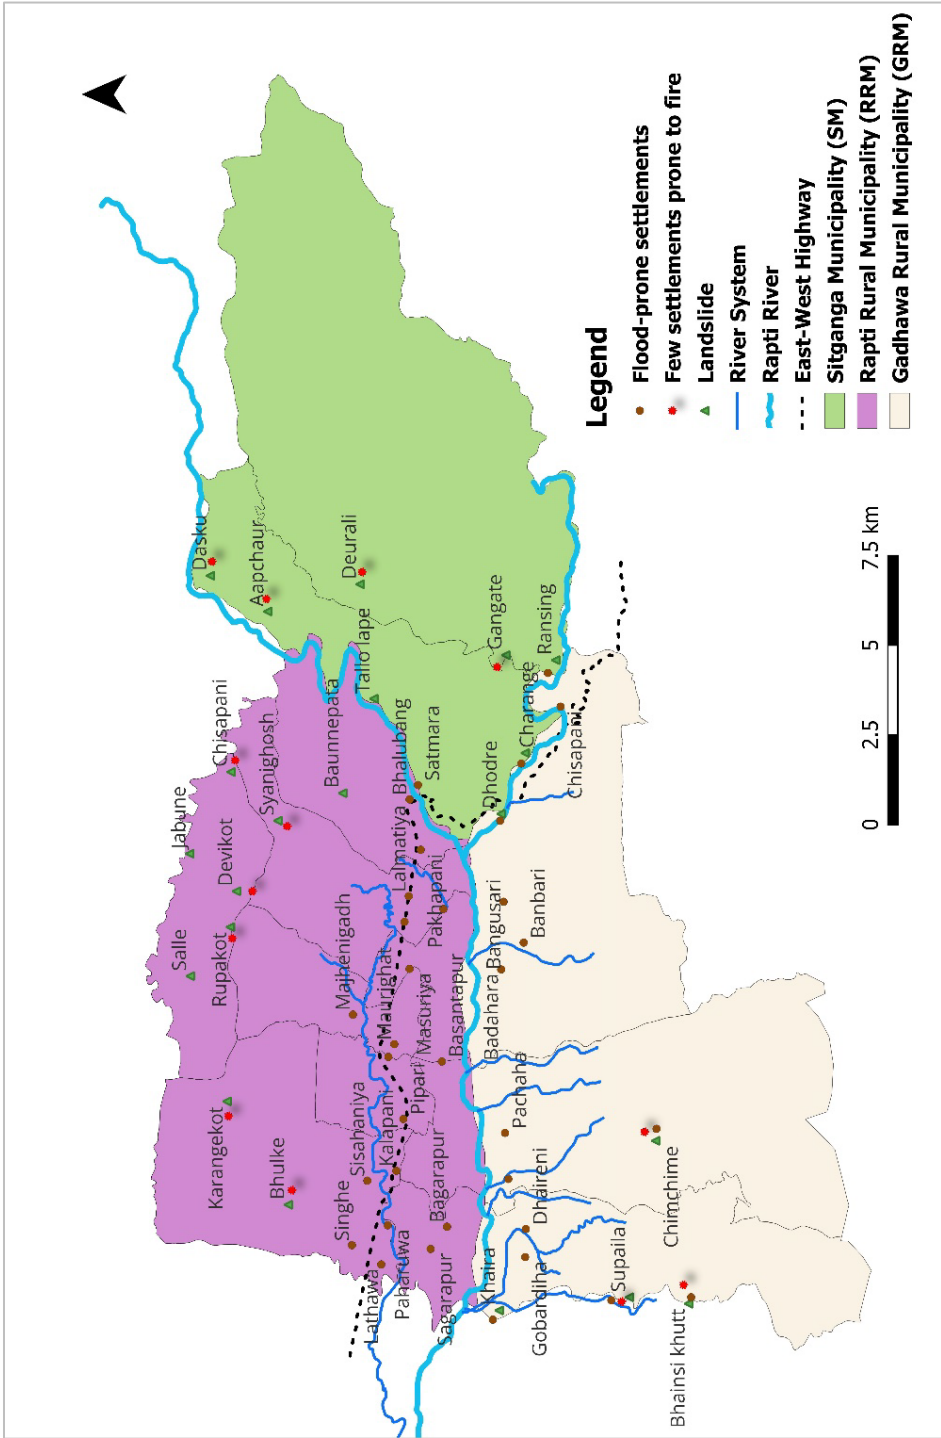 Dasku
Aapchaur
Deurali
Tallo lape
Gangate
Ransing
Charange
Chisapani
Dhodre
Satmara
Bhalubang
Baunnepata
Chisapani
Syanighosh
Jabune
Devikot
Salle
Rupakot
Lalmatiya
Pakhapani
Majhenigadh
Maurighat
Masuriya
Basantapur
Bangusari
Banbari
Badahara
Pachaha
Pipari
Kalapani
Sisahaniya
Karangekot
Bhulke
Singhe
Bagarapur
Paharuwa
Lathawa
Sagarapur
Khaira
Dhaireni
Gobardiha
Supaila
Chimchime
Bhainsi khutt
Legend
Flood-prone settlements
Few settlements prone to fire
Landslide
River System
Rapti River
East-West Highway
Sitganga Municipality (SM)
Rapti Rural Municipality (RRM)
Gadhawa Rural Municipality (GRM)
0 2.5 5 7.5 km